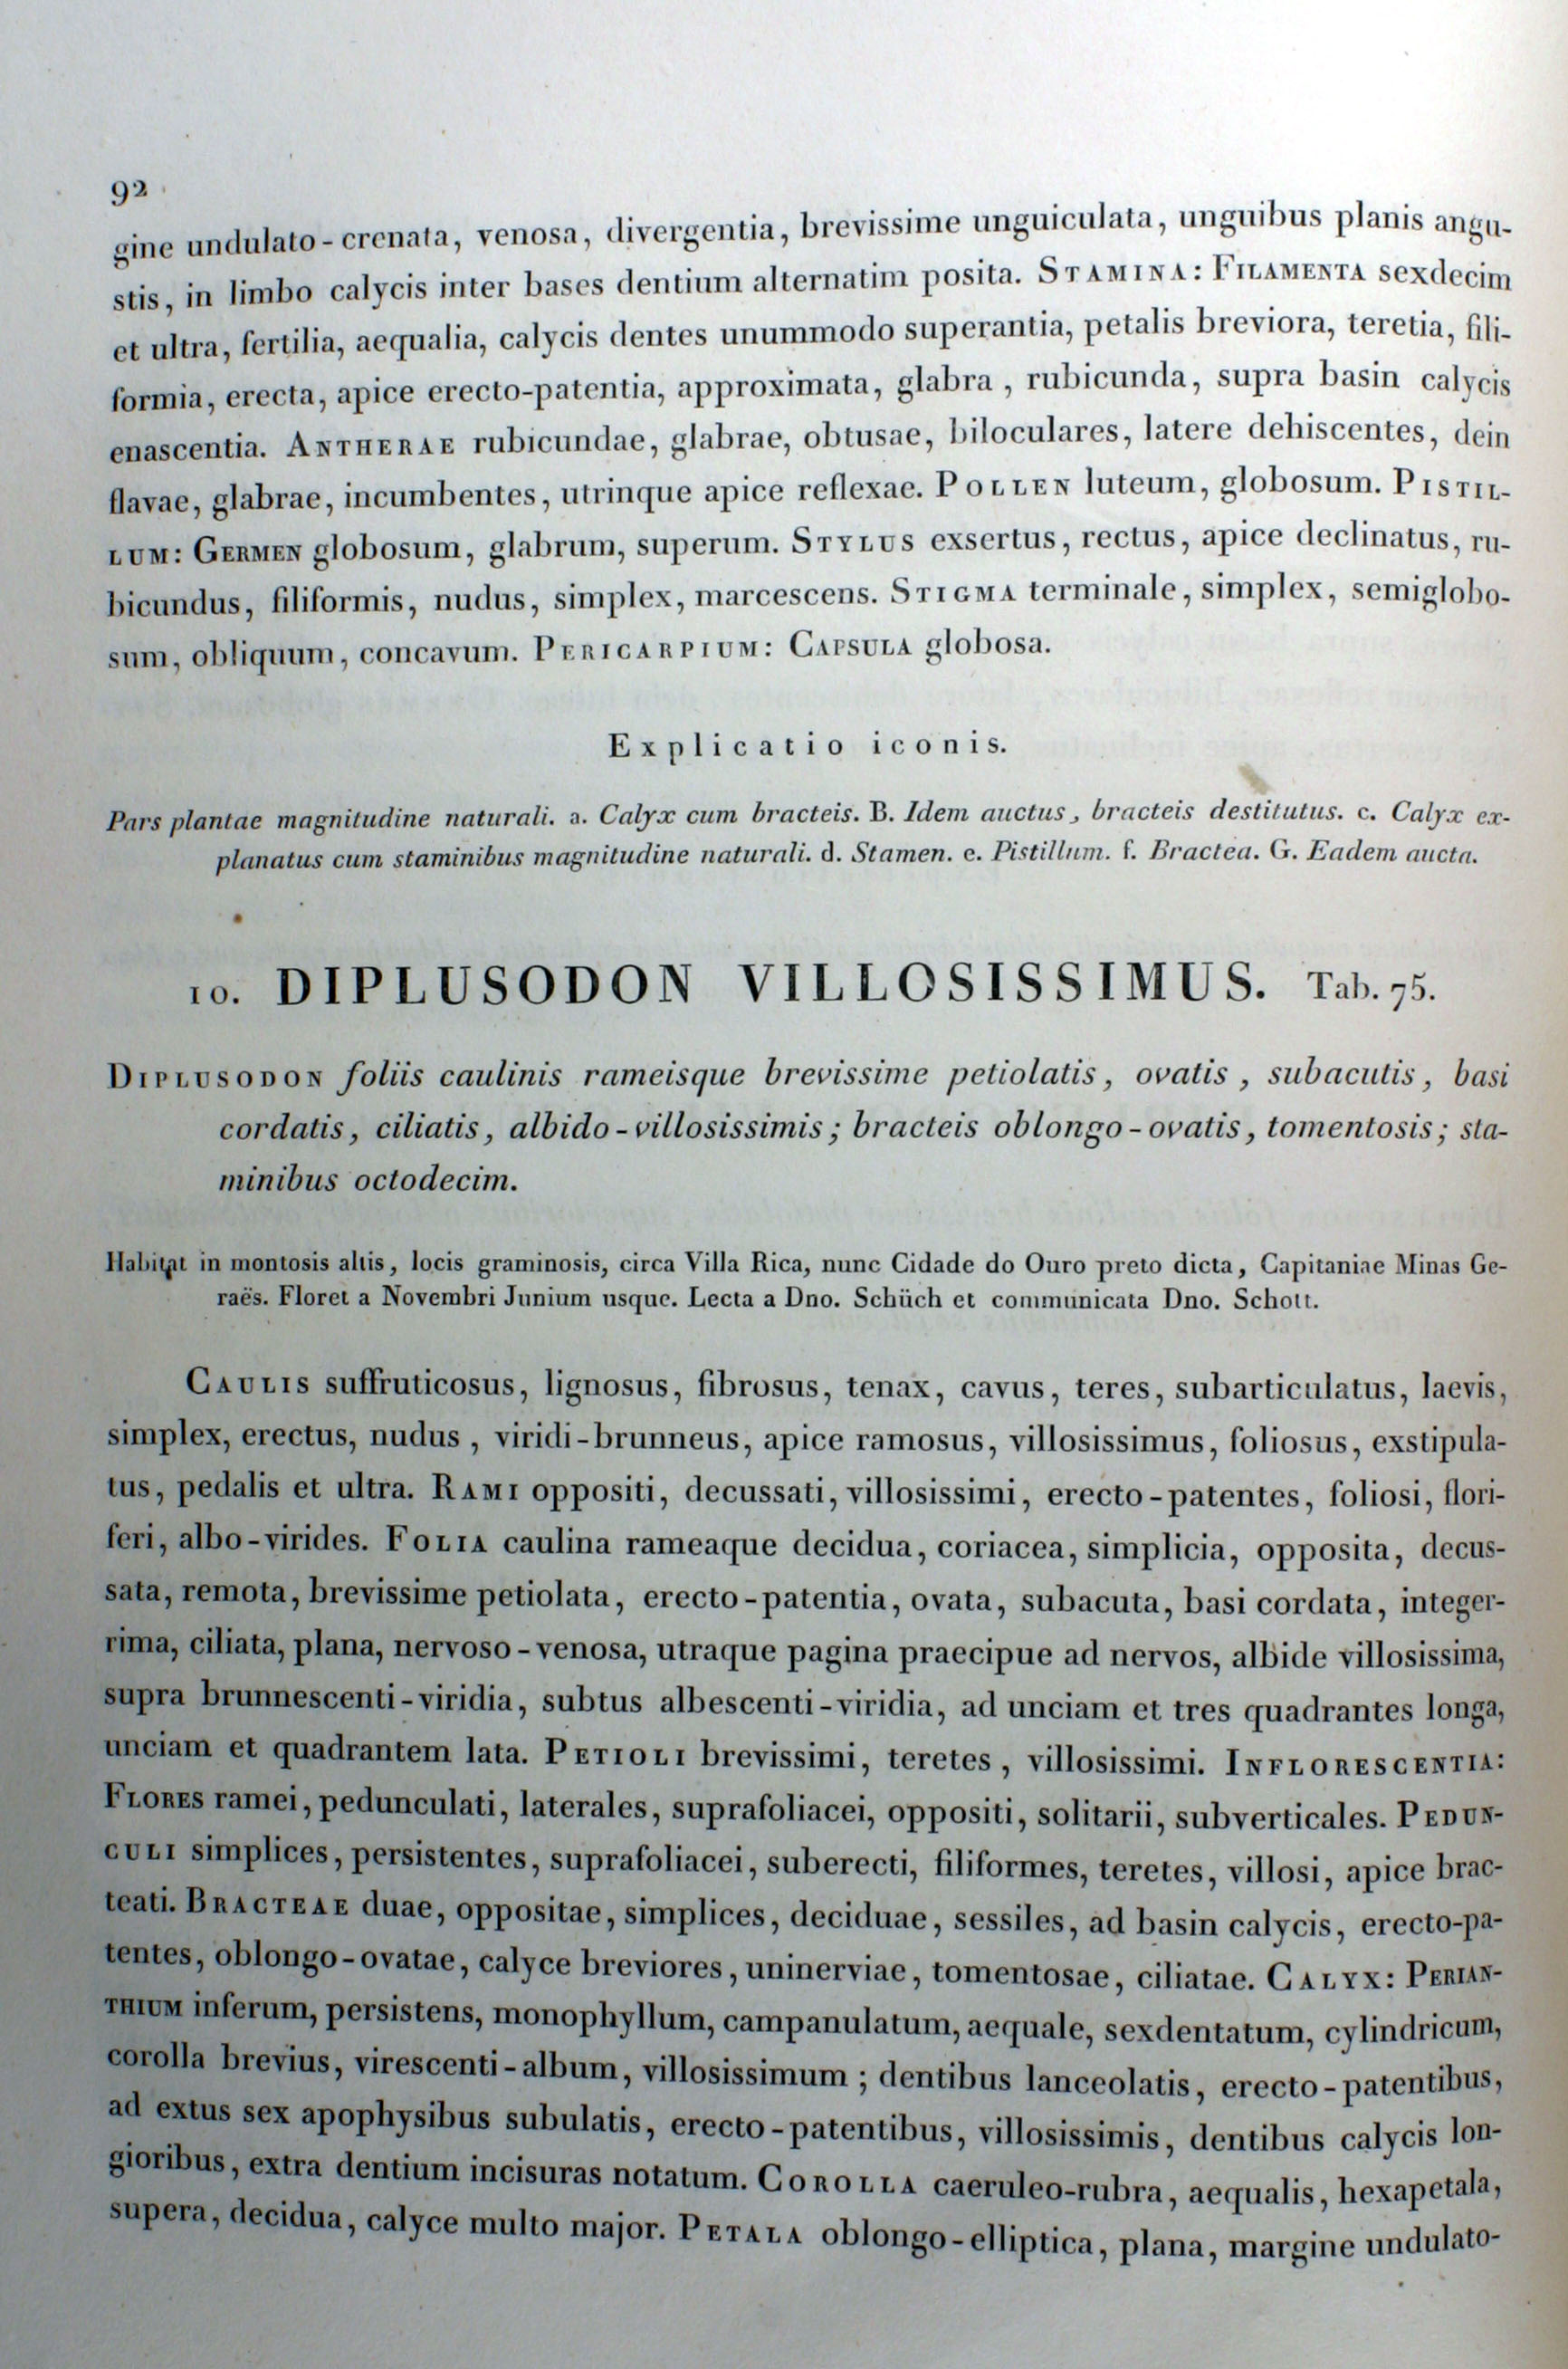 92
gine undulato-crenata, venosa, divergentia, brevissime unguiculata, unguibus planis angu-
stis, in limbo calycis inter bases dentium alternatim posita. STAMINA: FILAMENTA sexdecim
et ultra, fertilia, aequalia, calycis dentes unummodo superantia, petalis breviora, teretia, fili-
formia, erecta, apice erecto-patentia, approximata, glabra, rubicunda, supra basin calycis
enascentia. ANTHERAE rubicundae, glabrae, obtusae, biloculares, latere dehiscentes, dein
flavae, glabrae, incumbentes, utrinque apice reflexae. POLLEN luteum, globosum. PISTIL-
LUM: GERMEN globosum, glabrum, superum. STYLUS exsertus, rectus, apice declinatus, ru-
bicundus, filiformis, nudus, simplex, marcescens. STIGMA terminale, simplex, semiglobo-
sum, obliquum, concavum. PERICARPIUM: CAPSULA globosa.
Explicatio iconis.
Pars plantae magnitudine naturali. a. Calyx cum bracteis. B. Idem auctus, bracteis destitutus. c. Calyx ex-
planatus cum staminibus magnitudine naturali. d. Stamen. e. Pistillum. f. Bractea. G. Eadem aucta.
10. DIPLUSODON VILLOSISSIMUS. Tab. 75.
DIPLUSODON foliis caulinis rameisque brevissime petiolatis, ovatis, subacutis, basi
cordatis, ciliatis, albido-villosissimis; bracteis oblongo-ovatis, tomentosis; sta-
minibus octodecim.
Habitat in montosis altis, locis graminosis, circa Villa Rica, nunc Cidade do Ouro preto dicta, Capitaniae Minas Ge-
raës. Floret a Novembri Junium usque. Lecta a Dno. Schüch et communicata Dno. Schott.
CAULIS suffruticosus, lignosus, fibrosus, tenax, cavus, teres, subarticulatus, laevis,
simplex, erectus, nudus, viridi-brunneus, apice ramosus, villosissimus, foliosus, exstipula-
tus, pedalis et ultra. RAMI oppositi, decussati, villosissimi, erecto-patentes, foliosi, flori-
feri, albo-virides. FOLIA caulina rameaque decidua, coriacea, simplicia, opposita, decus-
sata, remota, brevissime petiolata, erecto-patentia, ovata, subacuta, basi cordata, integer-
rima, ciliata, plana, nervoso-venosa, utraque pagina praecipue ad nervos, albide villosissima,
supra brunnescenti-viridia, subtus albescenti-viridia, ad unciam et tres quadrantes longa,
unciam et quadrantem lata. PETIOLI brevissimi, teretes, villosissimi. INFLORESCENTIA:
FLORES ramei, pedunculati, laterales, suprafoliacei, oppositi, solitarii, subverticales. PEDUN-
CULI simplices, persistentes, suprafoliacei, suberecti, filiformes, teretes, villosi, apice brac-
teati. BRACTEAE duae, oppositae, simplices, deciduae, sessiles, ad basin calycis, erecto-pa-
tentes, oblongo-ovatae, calyce breviores, uninerviae, tomentosae, ciliatae. CALYX: PERIAN-
THIUM inferum, persistens, monophyllum, campanulatum, aequale, sexdentatum, cylindricum,
corolla brevius, virescenti-album, villosissimum; dentibus lanceolatis, erecto-patentibus,
ad extus sex apophysibus subulatis, erecto-patentibus, villosissimis, dentibus calycis lon-
gioribus, extra dentium incisuras notatum. COROLLA caeruleo-rubra, aequalis, hexapetala,
supera, decidua, calyce multo major. PETALA oblongo-elliptica, plana, margine undulato-